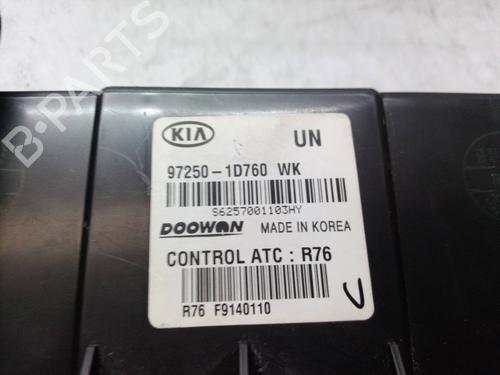 B-PARTS
KIA
UN
97250-1D760 WK
S6257001103HY
DOOWON MADE IN KOREA
CONTROL ATC : R76
R76 F9140110
V